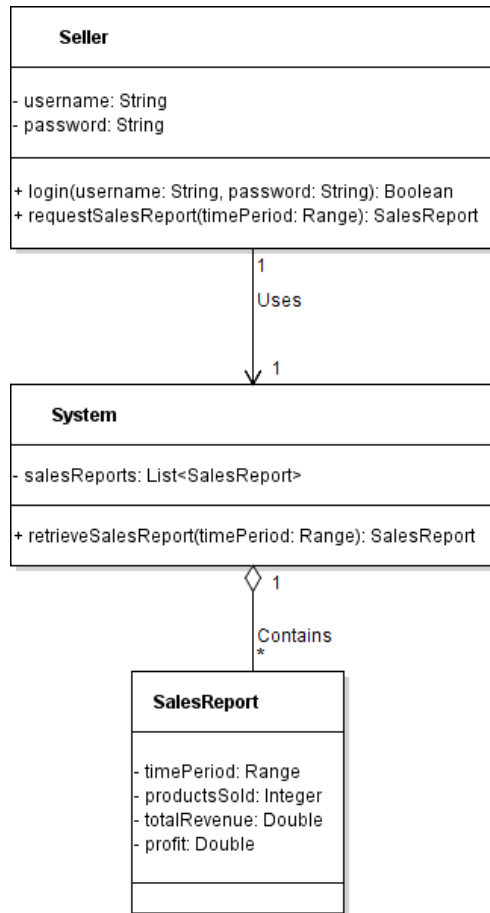 Seller
- username: String
- password: String
+ login(username: String, password: String): Boolean
+ requestSalesReport(timePeriod: Range): SalesReport
1
Uses
1
System
- salesReports: List<SalesReport>
+ retrieveSalesReport(timePeriod: Range): SalesReport
1
Contains
*
SalesReport
- timePeriod: Range
- productsSold: Integer
- totalRevenue: Double
- profit: Double